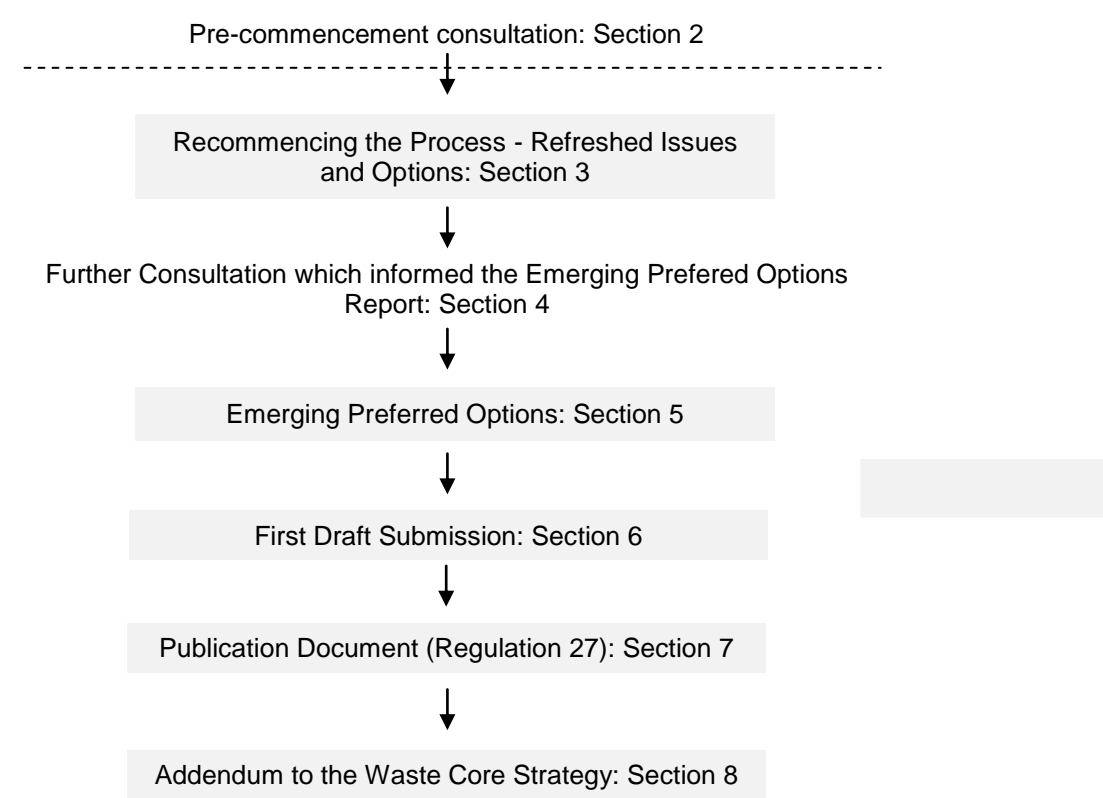 Pre-commencement consultation: Section 2
Recommencing the Process - Refreshed Issues
and Options: Section 3
Further Consultation which informed the Emerging Prefered Options
Report: Section 4
Emerging Preferred Options: Section 5
First Draft Submission: Section 6
Publication Document (Regulation 27): Section 7
Addendum to the Waste Core Strategy: Section 8